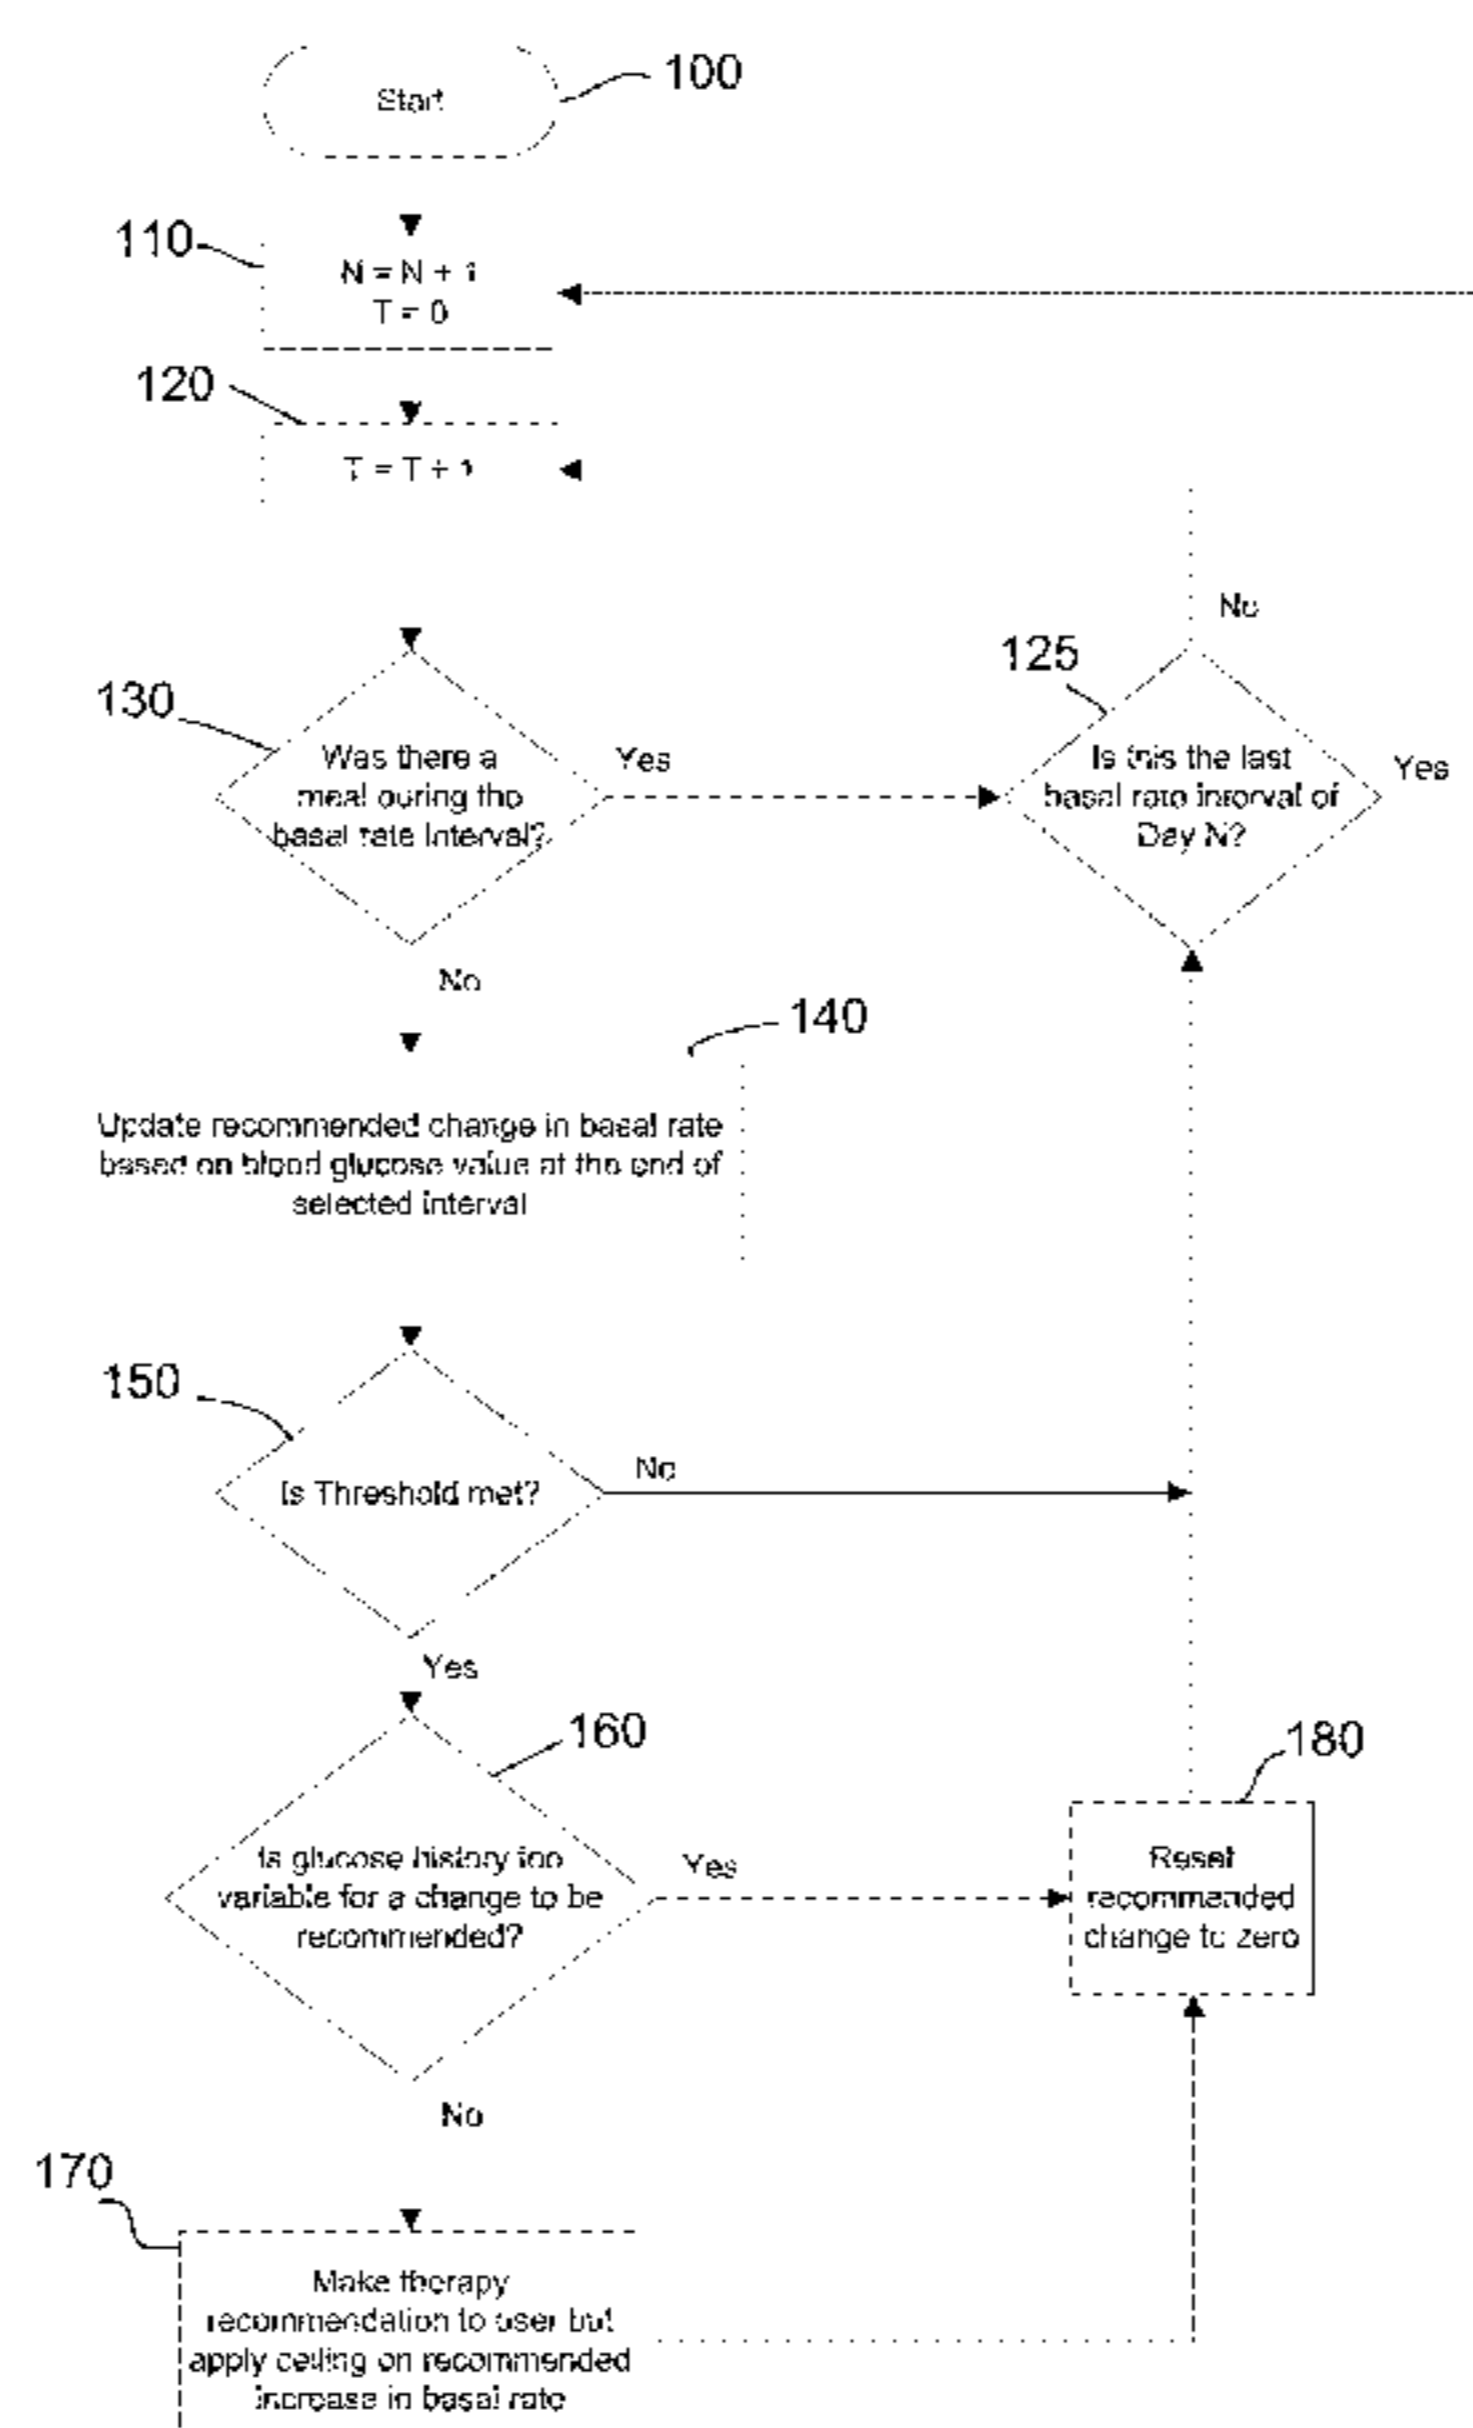 Start
100
110
N = N + 1
T = 0
120
T = T + 1
No
125
130
Was there a
meal during the
basal rate interval?
Yes
Is this the last
basal rate interval of
Day N?
Yes
No
140
Update recommended change in basal rate
based on blood glucose value at the end of
selected interval
150
Is Threshold met?
No
Yes
160
180
Is glucose history too
variable for a change to be
recommended?
Yes
Reset
recommended
change to zero
No
170
Make therapy
recommendation to user but
apply ceiling on recommended
increase in basal rate